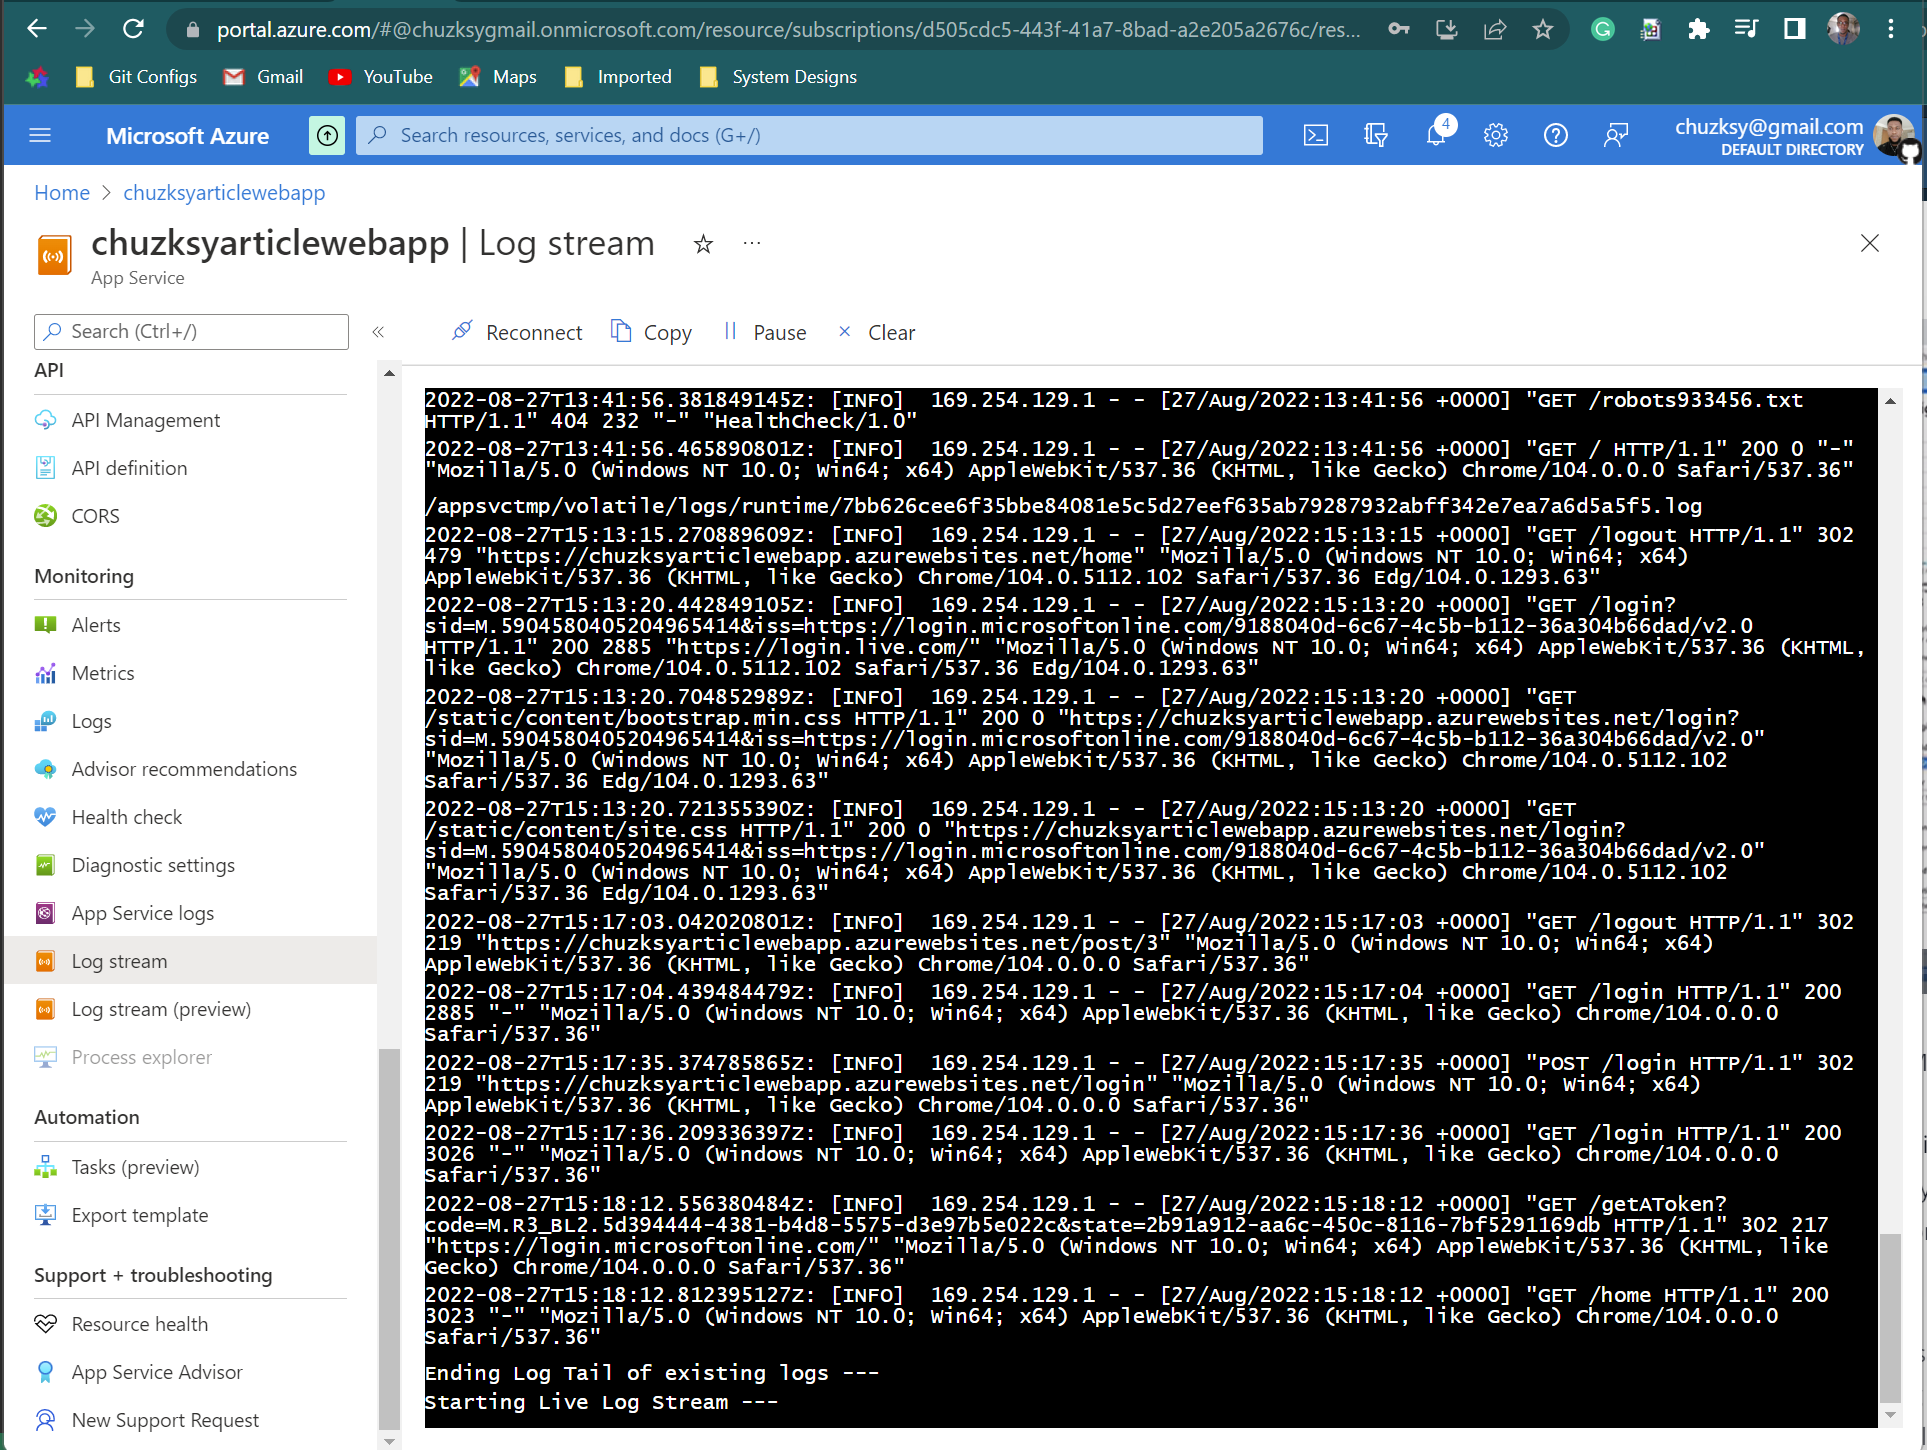 portal.azure.com/#@chuzksygmail.onmicrosoft.com/resource/subscriptions/d505cdc5-443f-41a7-8bad-a2e205a2676c/res...
Git Configs
Gmail
YouTube
Maps
Imported
System Designs
Microsoft Azure
Search resources, services, and docs (G+/)
4
chuzksy@gmail.com
DEFAULT DIRECTORY
Home > chuzksyarticlewebapp
chuzksyarticlewebapp | Log stream
App Service
Search (Ctrl+/)
Reconnect
Copy
Pause
Clear
API
API Management
API definition
CORS
Monitoring
Alerts
Metrics
Logs
Advisor recommendations
Health check
Diagnostic settings
App Service logs
Log stream
Log stream (preview)
Process explorer
Automation
Tasks (preview)
Export template
Support + troubleshooting
Resource health
App Service Advisor
New Support Request
2022-08-27T13:41:56.381849145Z: [INFO]  169.254.129.1 - - [27/Aug/2022:13:41:56 +0000] "GET /robots933456.txt
HTTP/1.1" 404 232 "-" "HealthCheck/1.0"
2022-08-27T13:41:56.465890801Z: [INFO]  169.254.129.1 - - [27/Aug/2022:13:41:56 +0000] "GET / HTTP/1.1" 200 0 "-"
"Mozilla/5.0 (Windows NT 10.0; Win64; x64) AppleWebKit/537.36 (KHTML, like Gecko) Chrome/104.0.0.0 Safari/537.36"
/appsvctmp/volatile/logs/runtime/7bb626cee6f35bbe84081e5c5d27eef635ab79287932abff342e7ea7a6d5a5f5.log
2022-08-27T15:13:15.270889609Z: [INFO]  169.254.129.1 - - [27/Aug/2022:15:13:15 +0000] "GET /logout HTTP/1.1" 302
479 "https://chuzksyarticlewebapp.azurewebsites.net/home" "Mozilla/5.0 (Windows NT 10.0; Win64; x64)
AppleWebKit/537.36 (KHTML, like Gecko) Chrome/104.0.5112.102 Safari/537.36 Edg/104.0.1293.63"
2022-08-27T15:13:20.442849105Z: [INFO]  169.254.129.1 - - [27/Aug/2022:15:13:20 +0000] "GET /login?
sid=M.5904580405204965414&iss=https://login.microsoftonline.com/9188040d-6c67-4c5b-b112-36a304b66dad/v2.0
HTTP/1.1" 200 2885 "https://login.live.com/" "Mozilla/5.0 (Windows NT 10.0; Win64; x64) AppleWebKit/537.36 (KHTML,
like Gecko) Chrome/104.0.5112.102 Safari/537.36 Edg/104.0.1293.63"
2022-08-27T15:13:20.704852989Z: [INFO]  169.254.129.1 - - [27/Aug/2022:15:13:20 +0000] "GET
/static/content/bootstrap.min.css HTTP/1.1" 200 0 "https://chuzksyarticlewebapp.azurewebsites.net/login?
sid=M.5904580405204965414&iss=https://login.microsoftonline.com/9188040d-6c67-4c5b-b112-36a304b66dad/v2.0"
"Mozilla/5.0 (Windows NT 10.0; Win64; x64) AppleWebKit/537.36 (KHTML, like Gecko) Chrome/104.0.5112.102
Safari/537.36 Edg/104.0.1293.63"
2022-08-27T15:13:20.721355390Z: [INFO]  169.254.129.1 - - [27/Aug/2022:15:13:20 +0000] "GET
/static/content/site.css HTTP/1.1" 200 0 "https://chuzksyarticlewebapp.azurewebsites.net/login?
sid=M.5904580405204965414&iss=https://login.microsoftonline.com/9188040d-6c67-4c5b-b112-36a304b66dad/v2.0"
"Mozilla/5.0 (Windows NT 10.0; Win64; x64) AppleWebKit/537.36 (KHTML, like Gecko) Chrome/104.0.5112.102
Safari/537.36 Edg/104.0.1293.63"
2022-08-27T15:17:03.042020801Z: [INFO]  169.254.129.1 - - [27/Aug/2022:15:17:03 +0000] "GET /logout HTTP/1.1" 302
219 "https://chuzksyarticlewebapp.azurewebsites.net/post/3" "Mozilla/5.0 (Windows NT 10.0; Win64; x64)
AppleWebKit/537.36 (KHTML, like Gecko) Chrome/104.0.0.0 Safari/537.36"
2022-08-27T15:17:04.439484479Z: [INFO]  169.254.129.1 - - [27/Aug/2022:15:17:04 +0000] "GET /login HTTP/1.1" 200
2885 "-" "Mozilla/5.0 (Windows NT 10.0; Win64; x64) AppleWebKit/537.36 (KHTML, like Gecko) Chrome/104.0.0.0
Safari/537.36"
2022-08-27T15:17:35.374785865Z: [INFO]  169.254.129.1 - - [27/Aug/2022:15:17:35 +0000] "POST /login HTTP/1.1" 302
219 "https://chuzksyarticlewebapp.azurewebsites.net/login" "Mozilla/5.0 (Windows NT 10.0; Win64; x64)
AppleWebKit/537.36 (KHTML, like Gecko) Chrome/104.0.0.0 Safari/537.36"
2022-08-27T15:17:36.209336397Z: [INFO]  169.254.129.1 - - [27/Aug/2022:15:17:36 +0000] "GET /login HTTP/1.1" 200
3026 "-" "Mozilla/5.0 (Windows NT 10.0; Win64; x64) AppleWebKit/537.36 (KHTML, like Gecko) Chrome/104.0.0.0
Safari/537.36"
2022-08-27T15:18:12.556380484Z: [INFO]  169.254.129.1 - - [27/Aug/2022:15:18:12 +0000] "GET /getAToken?
code=M.R3_BL2.5d394444-4381-b4d8-5575-d3e97b5e022c&state=2b91a912-aa6c-450c-8116-7bf5291169db HTTP/1.1" 302 217
"https://login.microsoftonline.com/" "Mozilla/5.0 (Windows NT 10.0; Win64; x64) AppleWebKit/537.36 (KHTML, like
Gecko) Chrome/104.0.0.0 Safari/537.36"
2022-08-27T15:18:12.812395127Z: [INFO]  169.254.129.1 - - [27/Aug/2022:15:18:12 +0000] "GET /home HTTP/1.1" 200
3023 "-" "Mozilla/5.0 (Windows NT 10.0; Win64; x64) AppleWebKit/537.36 (KHTML, like Gecko) Chrome/104.0.0.0
Safari/537.36"
Ending Log Tail of existing logs ---
Starting Live Log Stream ---